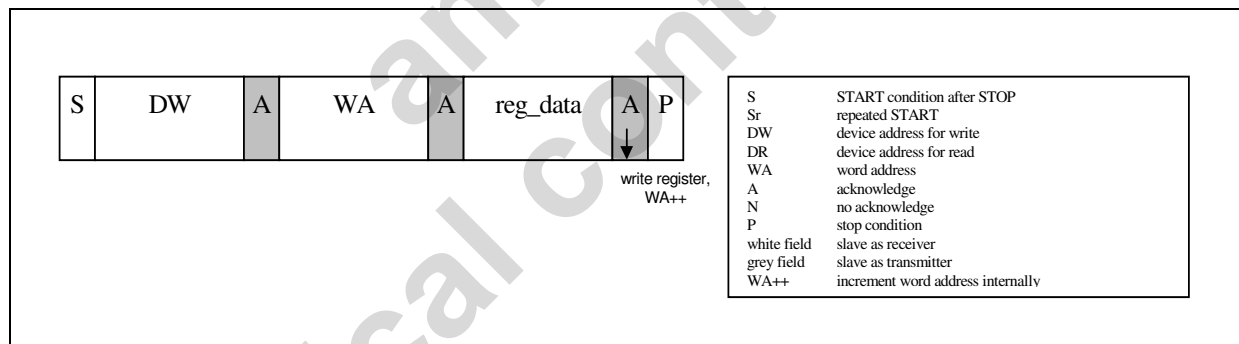 S DW A WA A reg_data A P
write register,
WA++
S START condition after STOP
Sr repeated START
DW device address for write
DR device address for read
WA word address
A acknowledge
N no acknowledge
P stop condition
white field slave as receiver
grey field slave as transmitter
WA++ increment word address internally